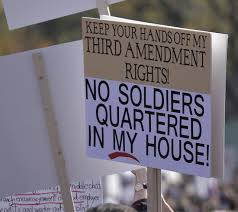 KEEP YOUR HANDS OFF MY
THIRD AMENDMENT
RIGHTS!
NO SOLDIERS
QUARTERED
IN MY HOUSE!